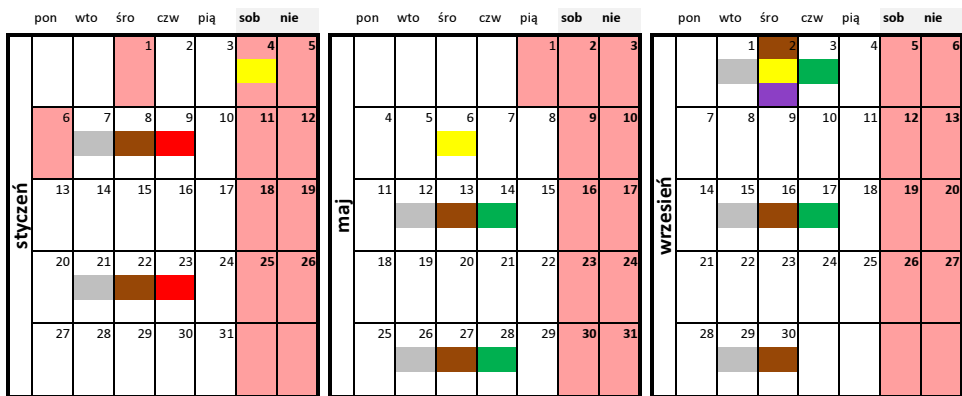 pon wto śro czw pią sob nie pon wto śro czw pią sob nie pon wto śro czw pią sob nie
1 2 3 4 5 1 2 3 1 2 3 4 5 6
6 7 8 9 10 11 12 4 5 6 7 8 9 10 7 8 9 10 11 12 13
styczeń 13 14 15 16 17 18 19 maj 11 12 13 14 15 16 17 wrzesień 14 15 16 17 18 19 20
20 21 22 23 24 25 26 18 19 20 21 22 23 24 21 22 23 24 25 26 27
27 28 29 30 31 25 26 27 28 29 30 31 28 29 30